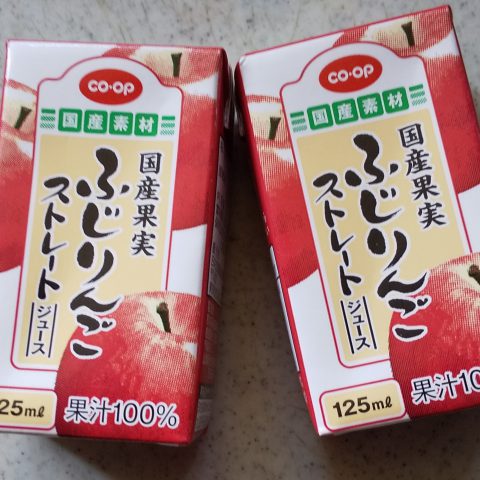 co·op
国産素材
国産果実
ふじりんご
ストレート
ジュース
25mℓ
果汁100%
co·op
国産素材
国産果実
ふじりんご
ストレート
ジュース
125mℓ
果汁10